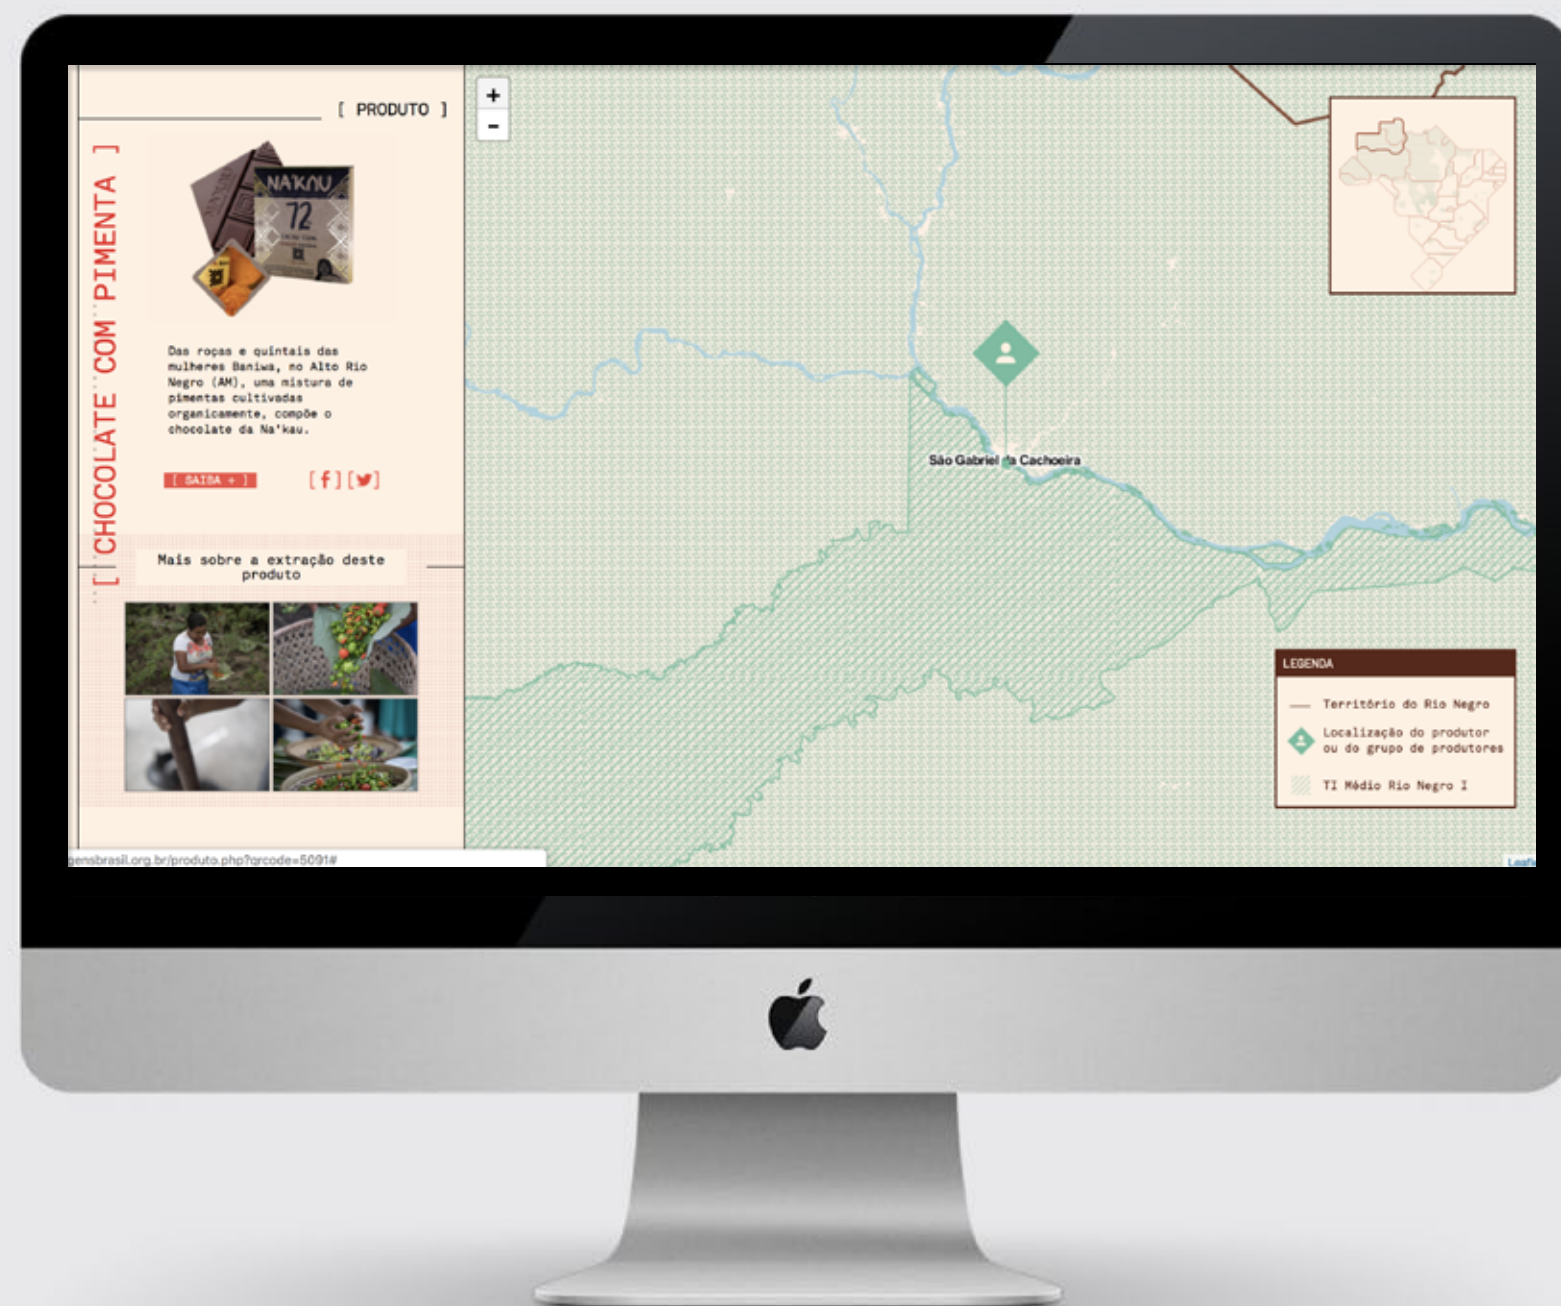 [ PRODUTO ]
[ CHOCOLATE COM PIMENTA ]
NA'KAU
72
Das roças e quintais das
mulheres Baniwa, no Alto Rio
Negro (AM), uma mistura de
pimentas cultivadas
organicamente, compõe o
chocolate da Na'kau.
[ SAIBA + ]
[f] [ ]
Mais sobre a extração deste
produto
gensbrasil.org.br/produto.php?qrcode=5091#
+
-
São Gabriel da Cachoeira
LEGENDA
Território do Rio Negro
Localização do produtor
ou do grupo de produtores
TI Médio Rio Negro I
Leafl